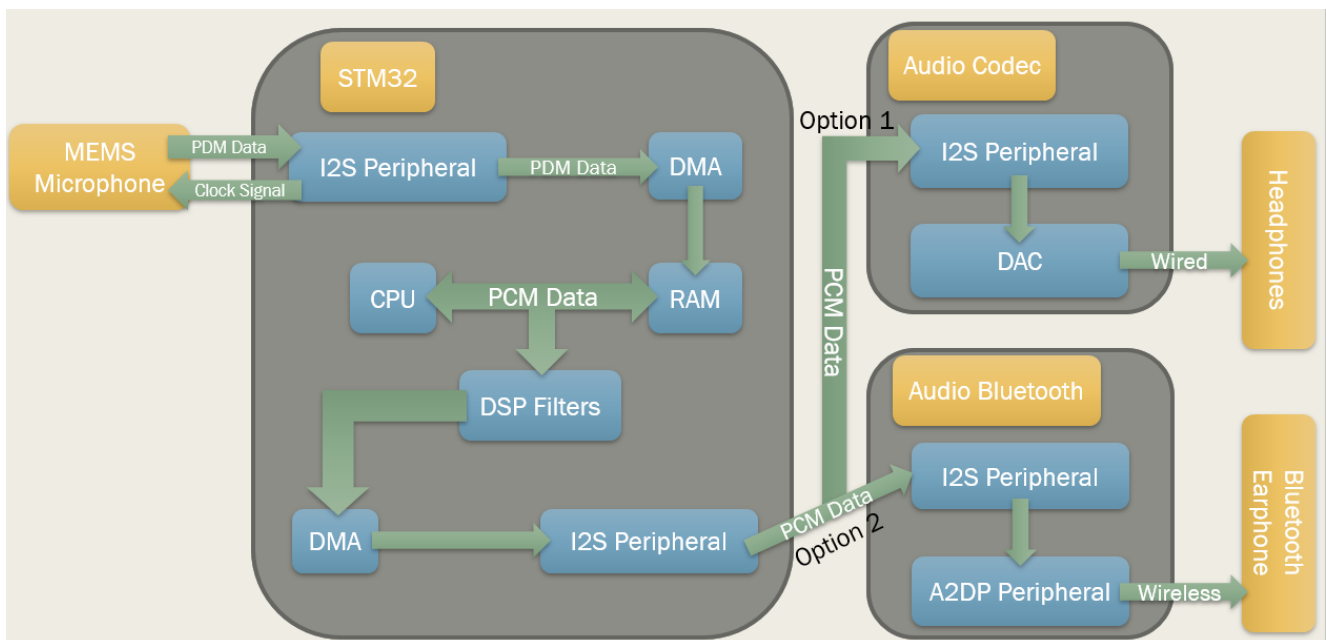 STM32
MEMS
Microphone
PDM Data
Clock Signal
I2S Peripheral
PDM Data
DMA
CPU
PCM Data
RAM
DSP Filters
DMA
I2S Peripheral
Option 1
PCM Data
PCM Data
Option 2
Audio Codec
I2S Peripheral
DAC
Wired
Headphones
Audio Bluetooth
I2S Peripheral
A2DP Peripheral
Wireless
Bluetooth
Earphone